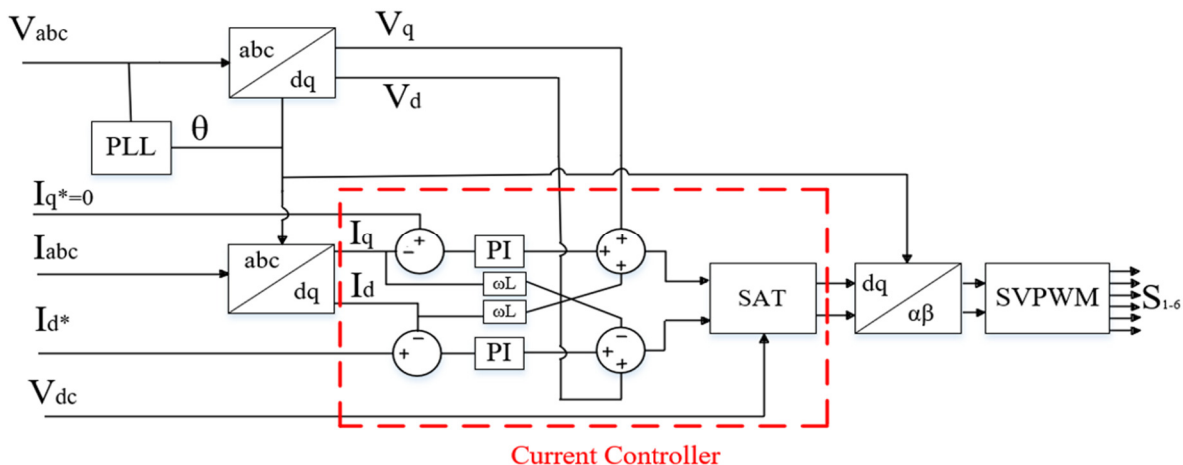 Vabc
abc
dq
Vq
Vd
PLL
θ
Iq*=0
Iabc
abc
dq
Iq
Id
Id*
Vdc
-
+
PI
+
+
+
ωL
ωL
+
-
PI
-
+
+
SAT
dq
αβ
SVPWM
S1-6
Current Controller